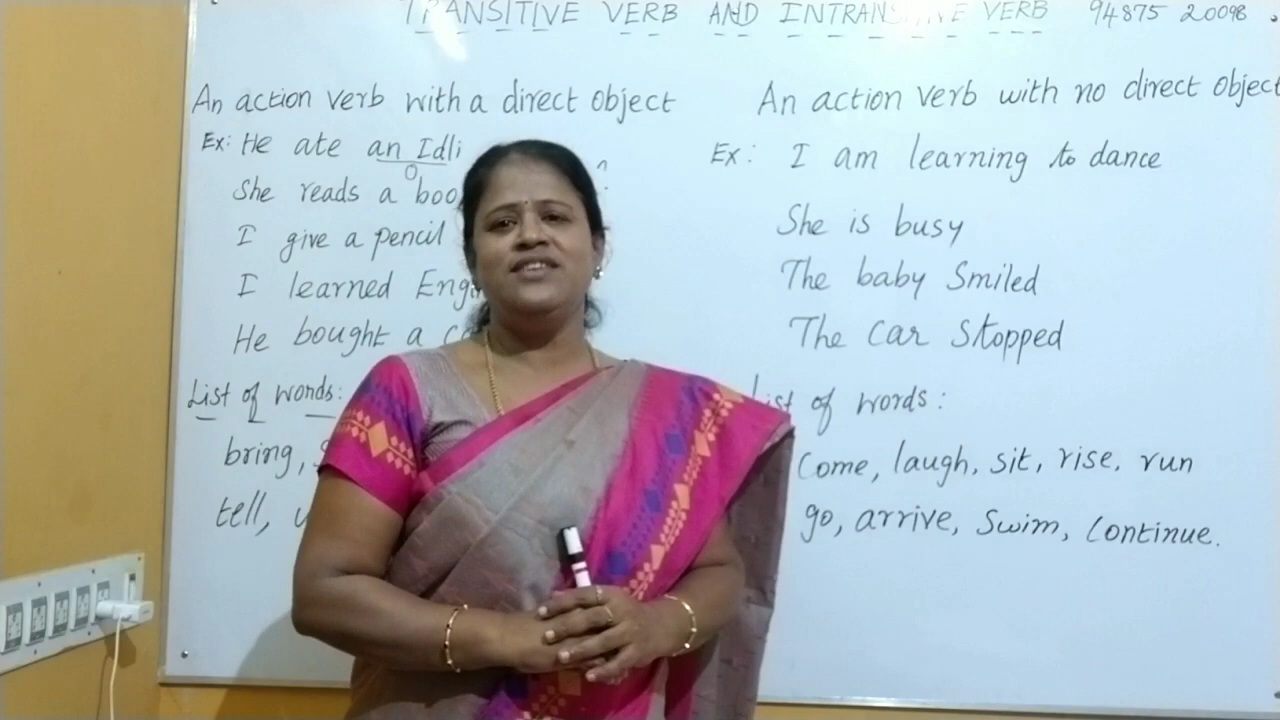 TRANSITIVE VERB AND INTRANSITIVE VERB 94875 20098
An action verb with a direct object
Ex: He ate an Idli
O
?
She reads a boo
I give a pencil
I learned Eng
He bought a
List of words:
bring,
tell,
An action verb with no direct object
Ex: I am learning to dance
She is busy
The baby Smiled
The Car Stopped
List of words:
Come, laugh, sit, rise, run
go, arrive, Swim, Continue.